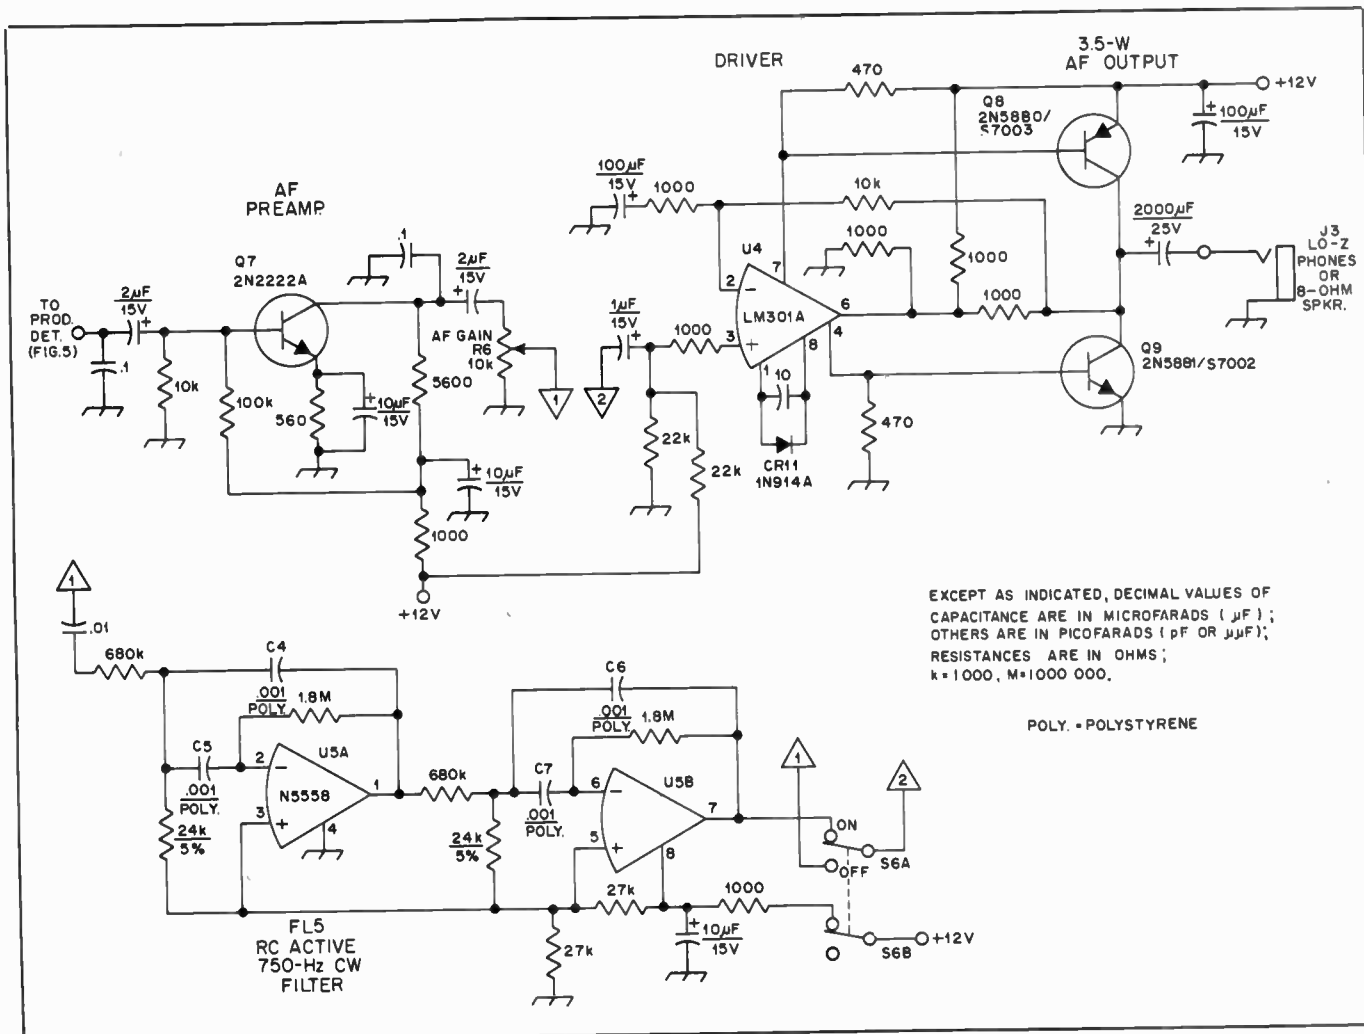 DRIVER
3.5-W
AF OUTPUT
470
+12V
Q8
2N5880/
S7003
+
100µF
15V
100µF
15V
+
1000
10k
2000µF
25V
+
J3
LO-Z
PHONES
OR
8-OHM
SPKR.
AF
PREAMP.
.1
Q7
2N2222A
2µF
15V
+
U4
7
1000
1000
2
−
LM301A
6
4
1000
TO
PROD.
DET.
(FIG.5)
2µF
15V
+
.1
10k
100k
560
+
10µF
15V
5600
AF GAIN
R6
10k
1
1µF
15V
+
2
1000
3
+
8
1
10
CR11
1N914A
470
Q9
2N5881/S7002
22k
22k
+
10µF
15V
1000
+12V
EXCEPT AS INDICATED, DECIMAL VALUES OF
CAPACITANCE ARE IN MICROFARADS ( µF ) ;
OTHERS ARE IN PICOFARADS ( pF OR µµF);
RESISTANCES ARE IN OHMS ;
k=1000, M=1000 000.
POLY. = POLYSTYRENE
1
.01
680k
C4
.001
POLY.
1.8M
C5
.001
POLY.
2
−
U5A
N5558
1
3
+
4
24k
5%
680k
C6
.001
POLY.
1.8M
C7
.001
POLY.
6
−
U5B
7
5
+
8
24k
5%
27k
27k
1000
+
10µF
15V
1
2
ON
OFF
S6A
S6B
+12V
FL5
RC ACTIVE
750-Hz CW
FILTER